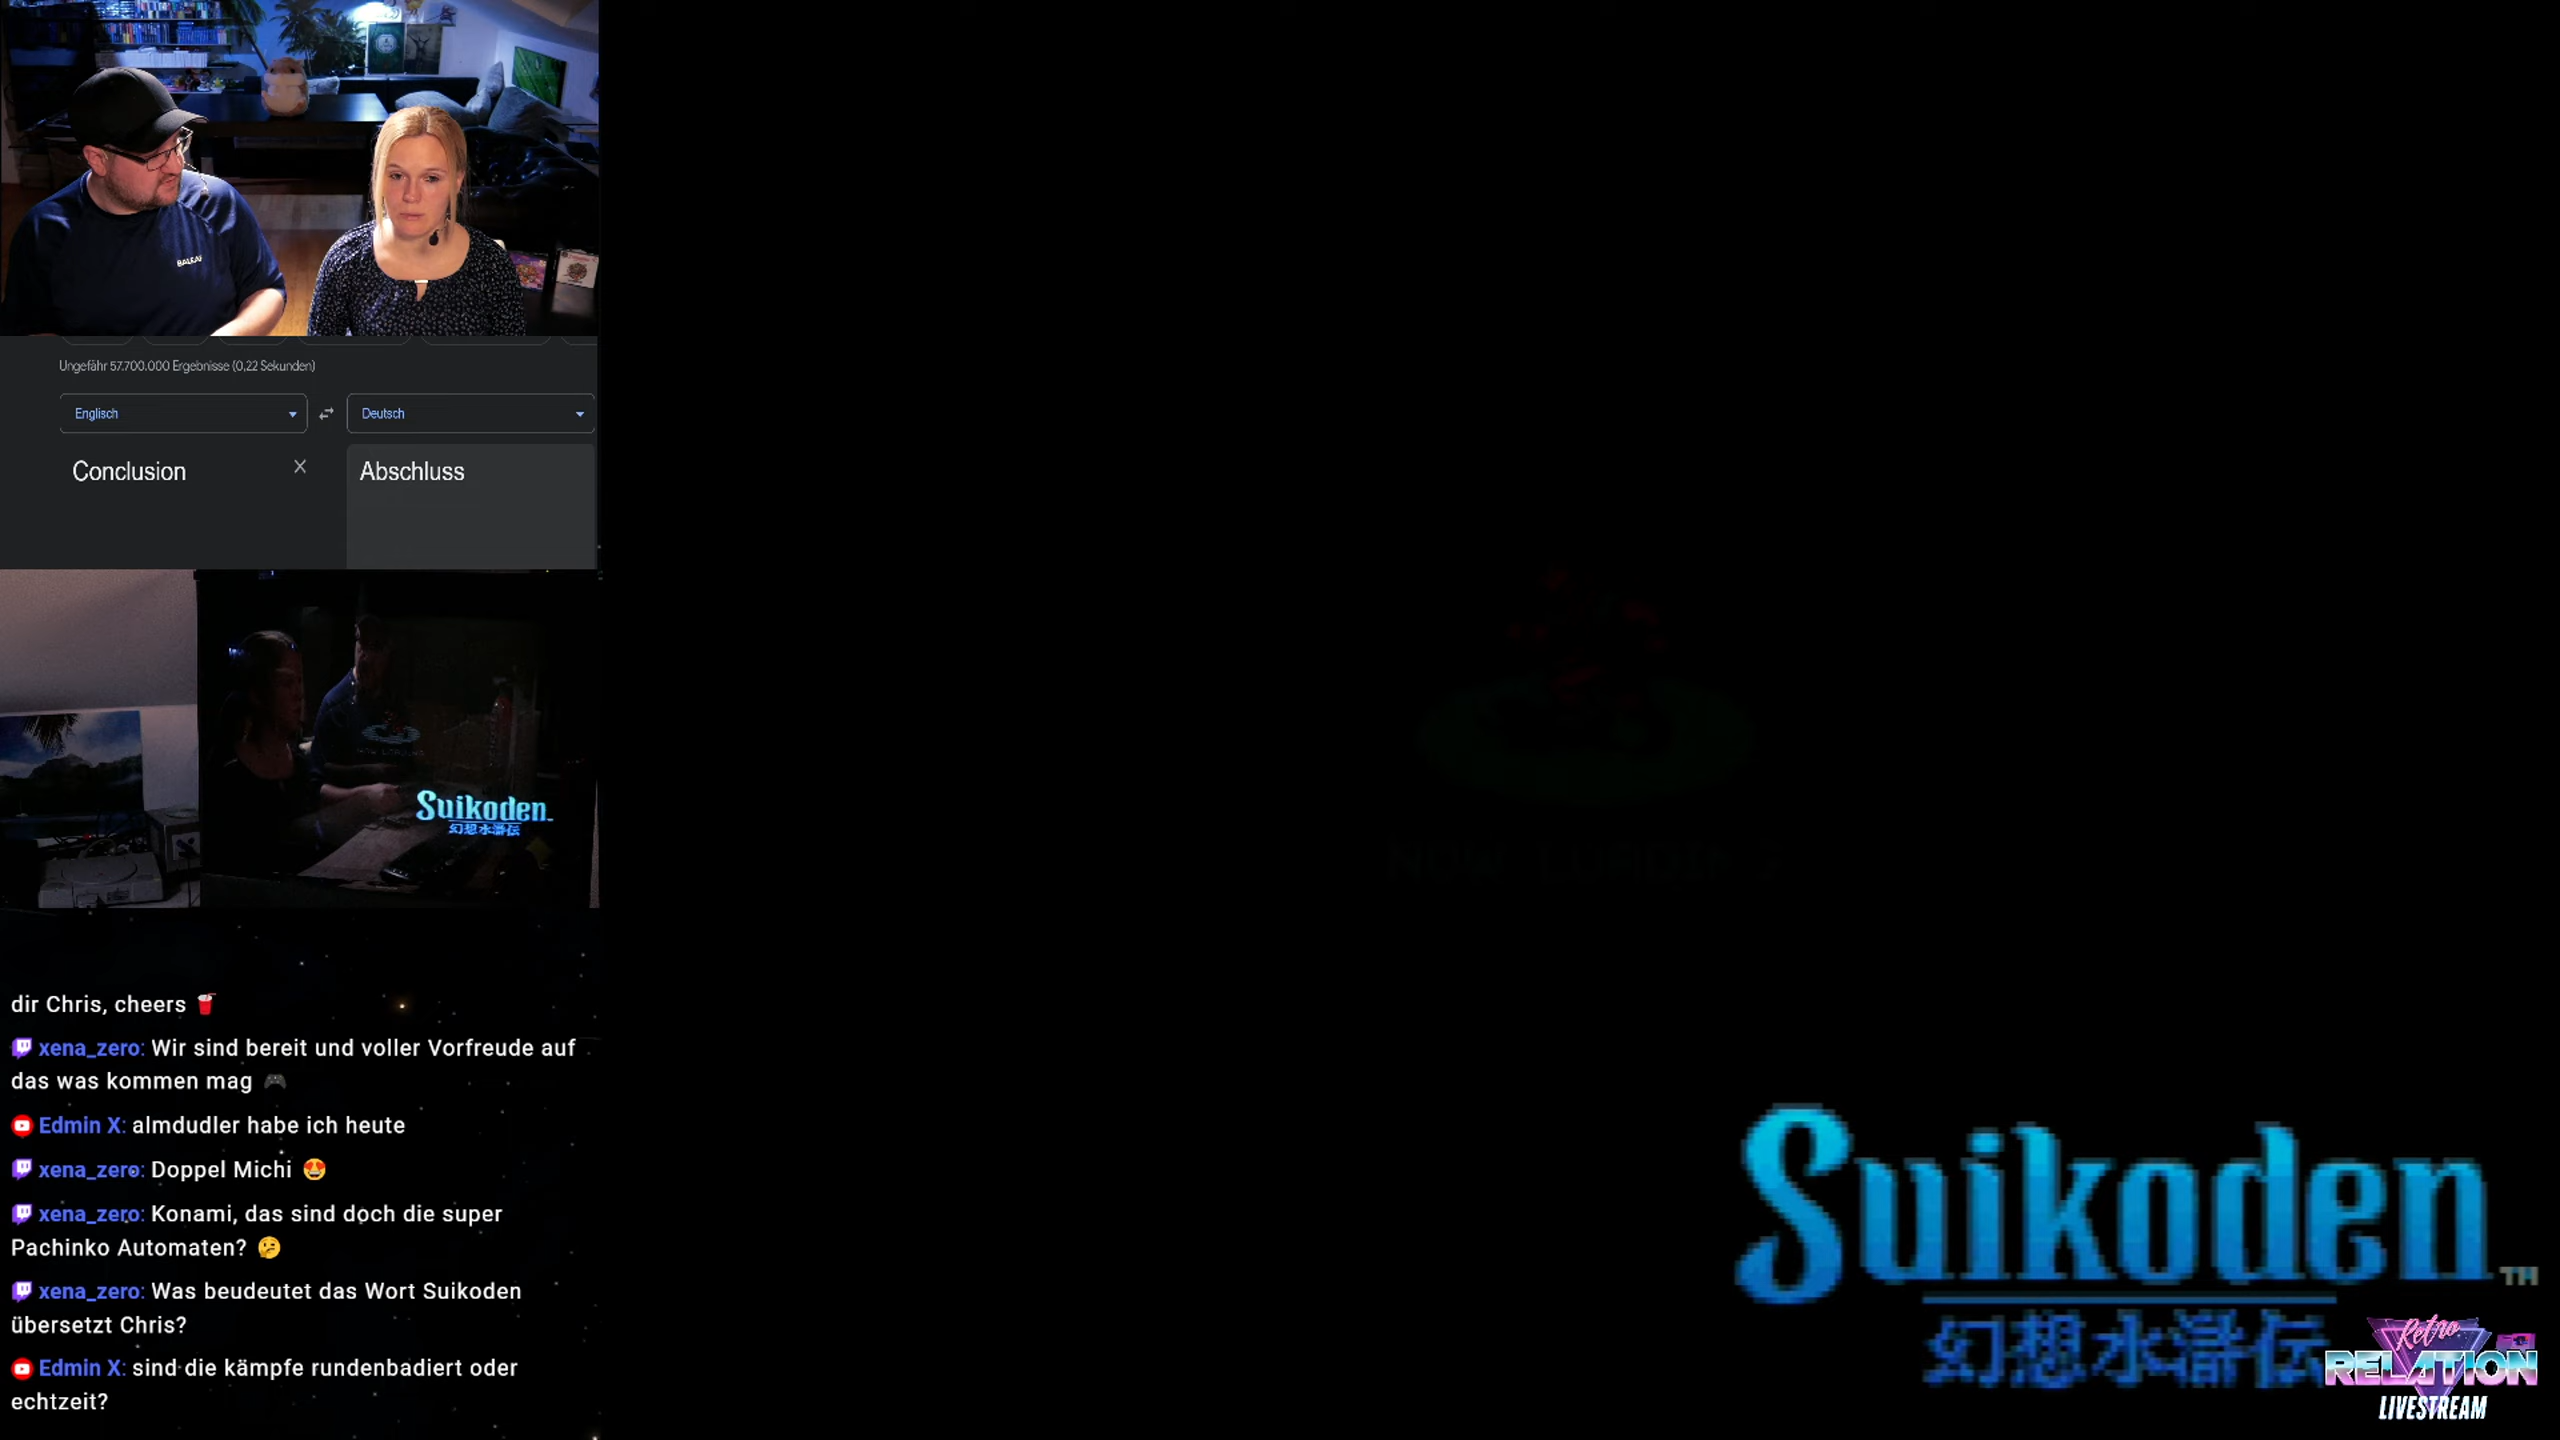 BALEAF
Ungefähr 57.700.000 Ergebnisse (0,22 Sekunden)
Englisch
Deutsch
Conclusion
Abschluss
Suikoden
幻想水滸伝
dir Chris, cheers 🥤
xena_zero: Wir sind bereit und voller Vorfreude auf
das was kommen mag 🎮
Edmin X: almdudler habe ich heute
xena_zero: Doppel Michi 😍
xena_zero: Konami, das sind doch die super
Pachinko Automaten? 🤔
xena_zero: Was beudeutet das Wort Suikoden
übersetzt Chris?
Edmin X: sind die kämpfe rundenbadiert oder
echtzeit?
NOW LOADING
Suikoden TM
幻想水滸伝
Retro
RELATION
LIVESTREAM